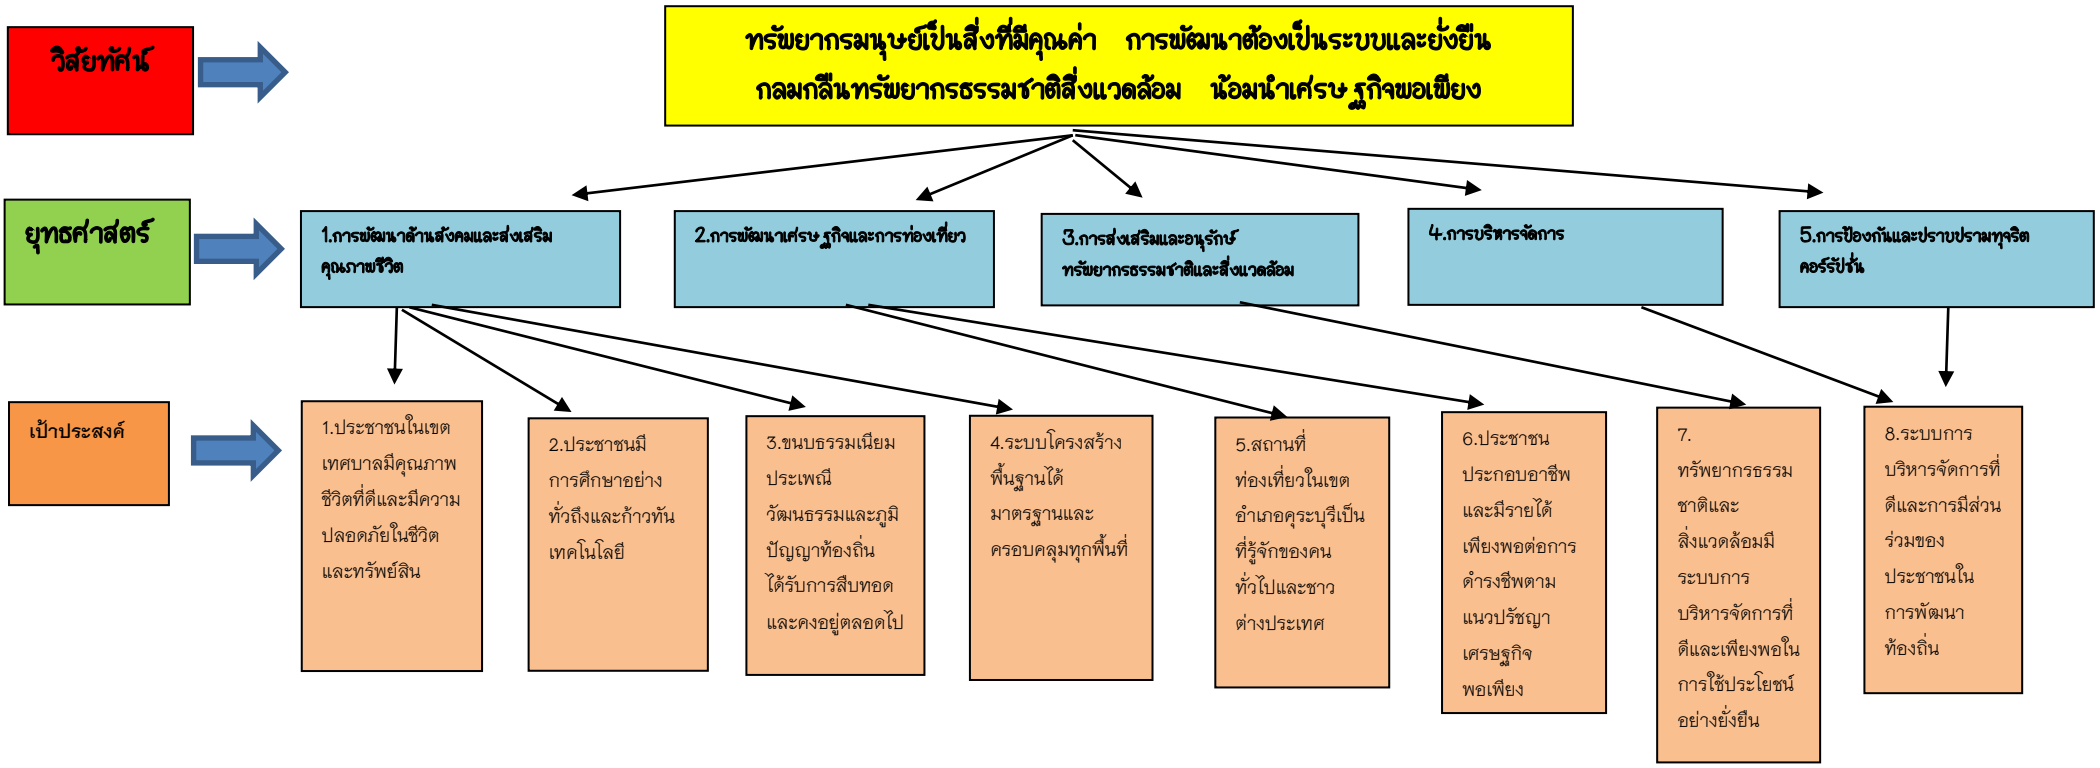 วิสัยทัศน์
ทรัพยากรมนุษย์เป็นสิ่งที่มีคุณค่า การพัฒนาต้องเป็นระบบและยั่งยืน
กลมกลืนทรัพยากรธรรมชาติสิ่งแวดล้อม น้อมนำเศรษฐกิจพอเพียง
ยุทธศาสตร์
1.การพัฒนาด้านสังคมและส่งเสริม
คุณภาพชีวิต
2.การพัฒนาเศรษฐกิจและการท่องเที่ยว
3.การส่งเสริมและอนุรักษ์
ทรัพยากรธรรมชาติและสิ่งแวดล้อม
4.การบริหารจัดการ
5.การป้องกันและปราบปรามทุจริต
คอร์รัปชั่น
เป้าประสงค์
1.ประชาชนในเขต
เทศบาลมีคุณภาพ
ชีวิตที่ดีและมีความ
ปลอดภัยในชีวิต
และทรัพย์สิน
2.ประชาชนมี
การศึกษาอย่าง
ทั่วถึงและก้าวทัน
เทคโนโลยี
3.ขนบธรรมเนียม
ประเพณี
วัฒนธรรมและภูมิ
ปัญญาท้องถิ่น
ได้รับการสืบทอด
และคงอยู่ตลอดไป
4.ระบบโครงสร้าง
พื้นฐานได้
มาตรฐานและ
ครอบคลุมทุกพื้นที่
5.สถานที่
ท่องเที่ยวในเขต
อำเภอคุระบุรีเป็น
ที่รู้จักของคน
ทั่วไปและชาว
ต่างประเทศ
6.ประชาชน
ประกอบอาชีพ
และมีรายได้
เพียงพอต่อการ
ดำรงชีพตาม
แนวปรัชญา
เศรษฐกิจ
พอเพียง
7.
ทรัพยากรธรรม
ชาติและ
สิ่งแวดล้อมมี
ระบบการ
บริหารจัดการที่
ดีและเพียงพอใน
การใช้ประโยชน์
อย่างยั่งยืน
8.ระบบการ
บริหารจัดการที่
ดีและการมีส่วน
ร่วมของ
ประชาชนใน
การพัฒนา
ท้องถิ่น